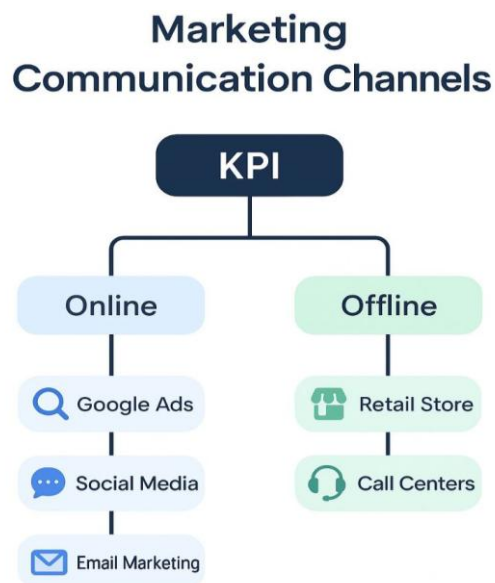 Marketing
Communication Channels
KPI
Online
Offline
Google Ads
Retail Store
Social Media
Call Centers
Email Marketing